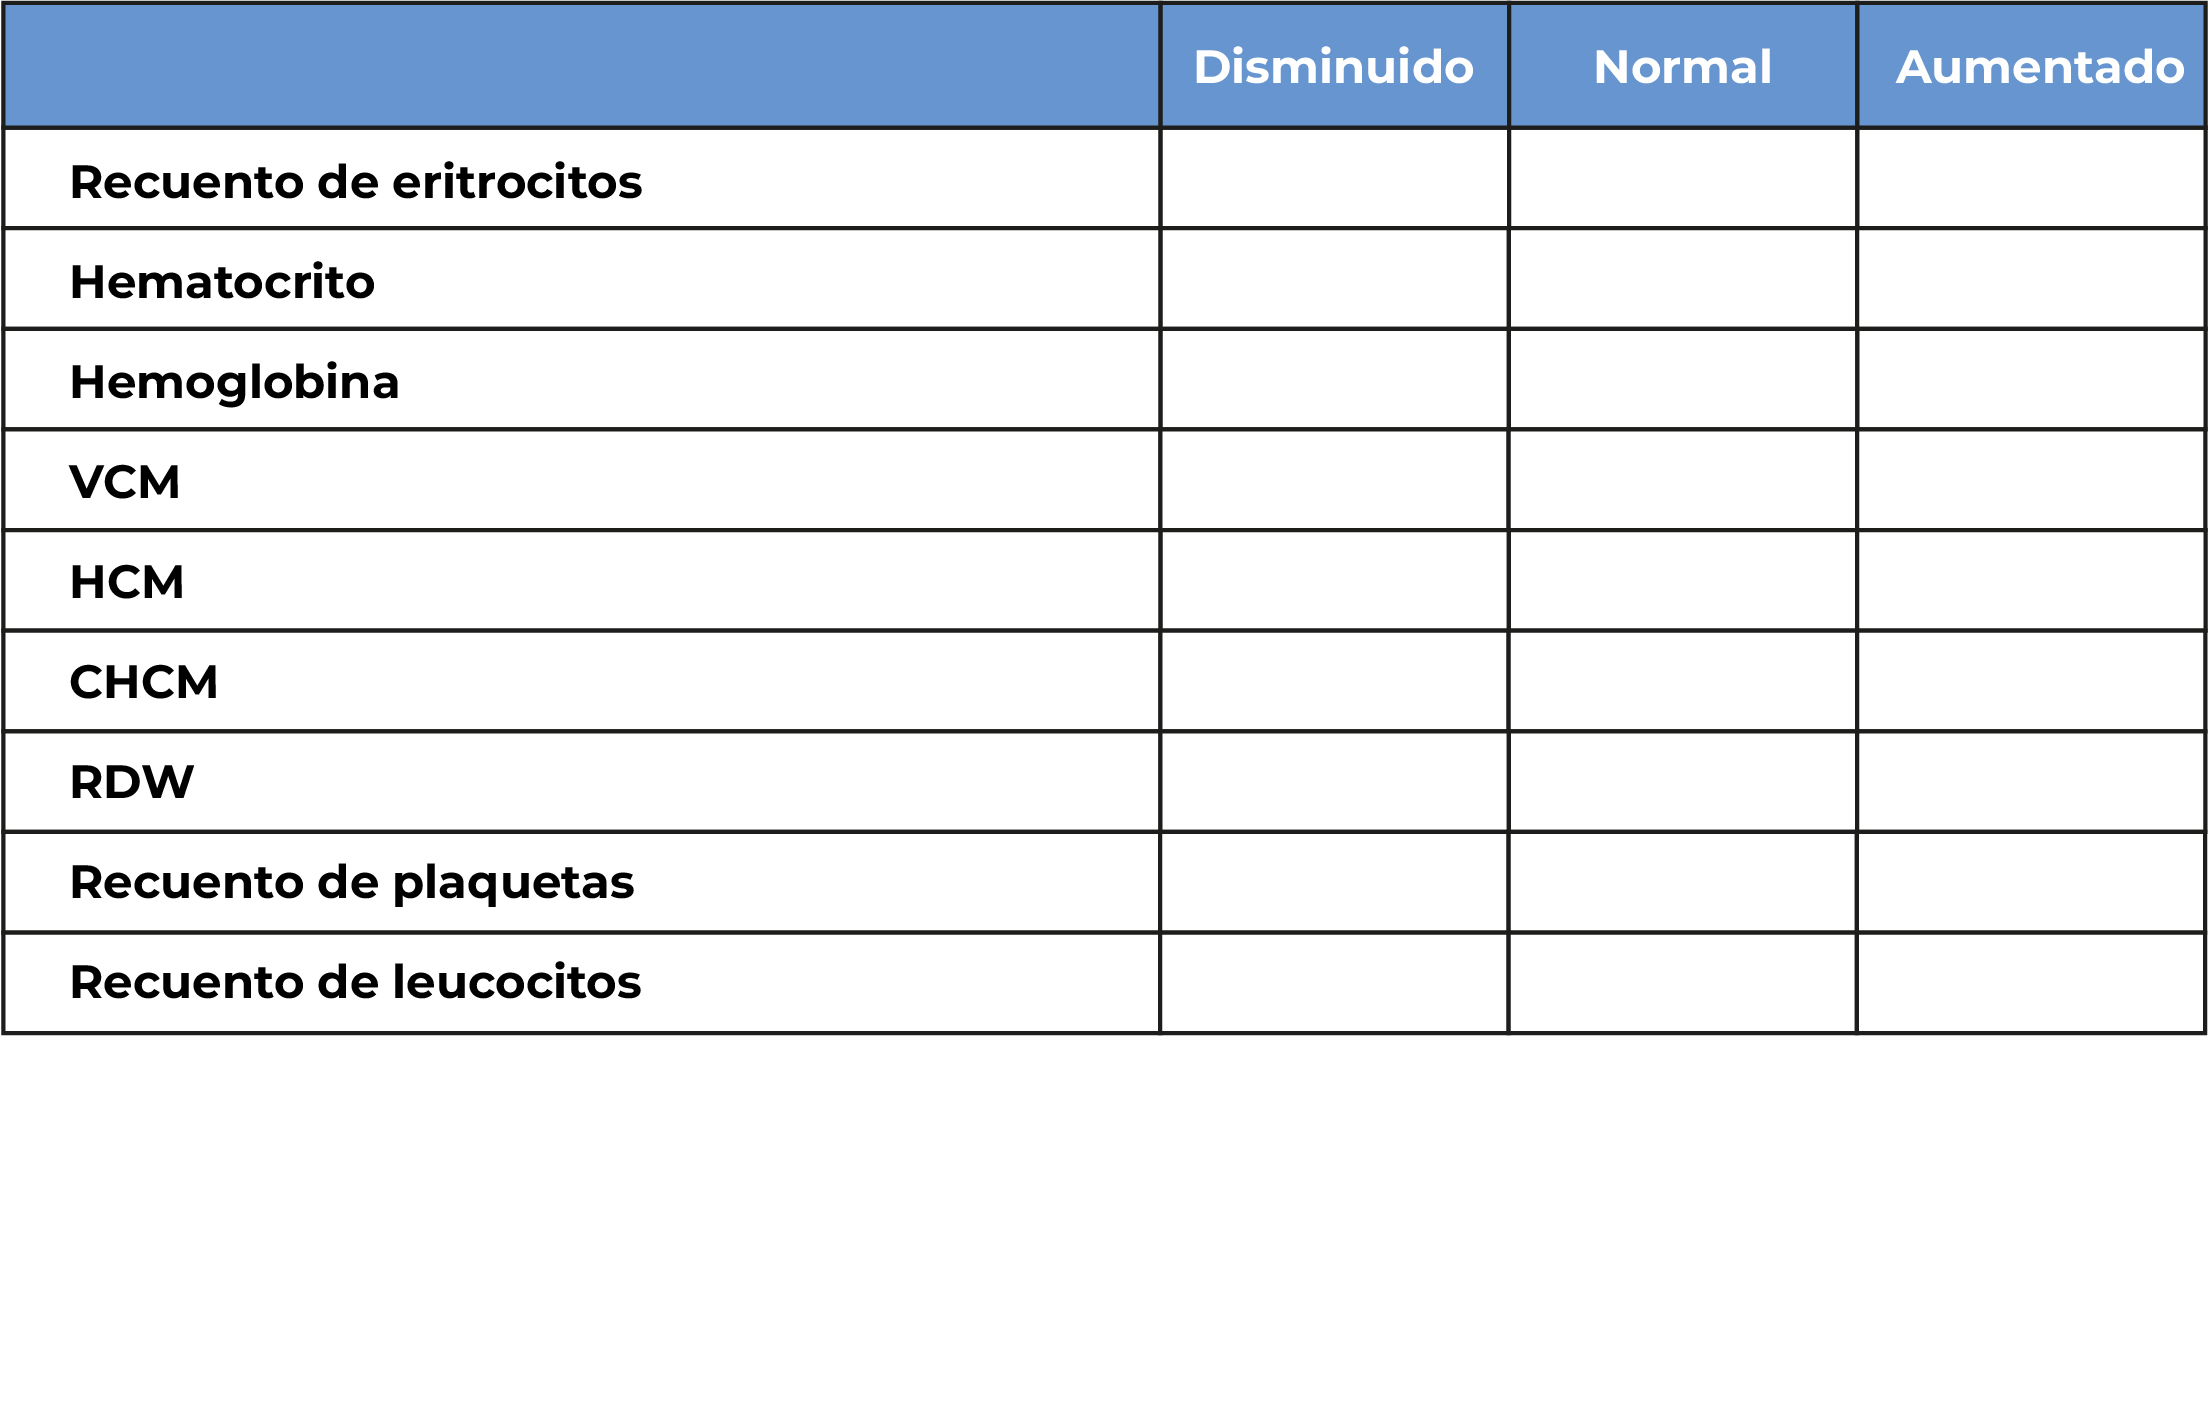 Disminuido Normal Aumentado
Recuento de eritrocitos
Hematocrito
Hemoglobina
VCM
HCM
CHCM
RDW
Recuento de plaquetas
Recuento de leucocitos